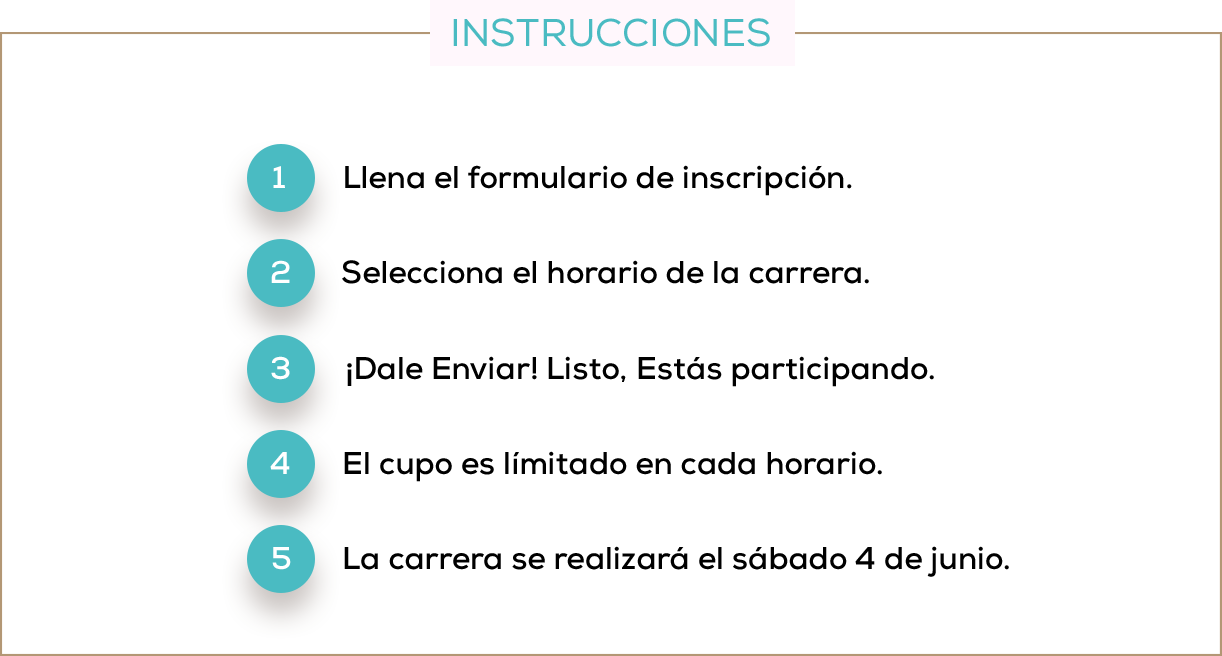 INSTRUCCIONES
1 Llena el formulario de inscripción.
2 Selecciona el horario de la carrera.
3 ¡Dale Enviar! Listo, Estás participando.
4 El cupo es límitado en cada horario.
5 La carrera se realizará el sábado 4 de junio.